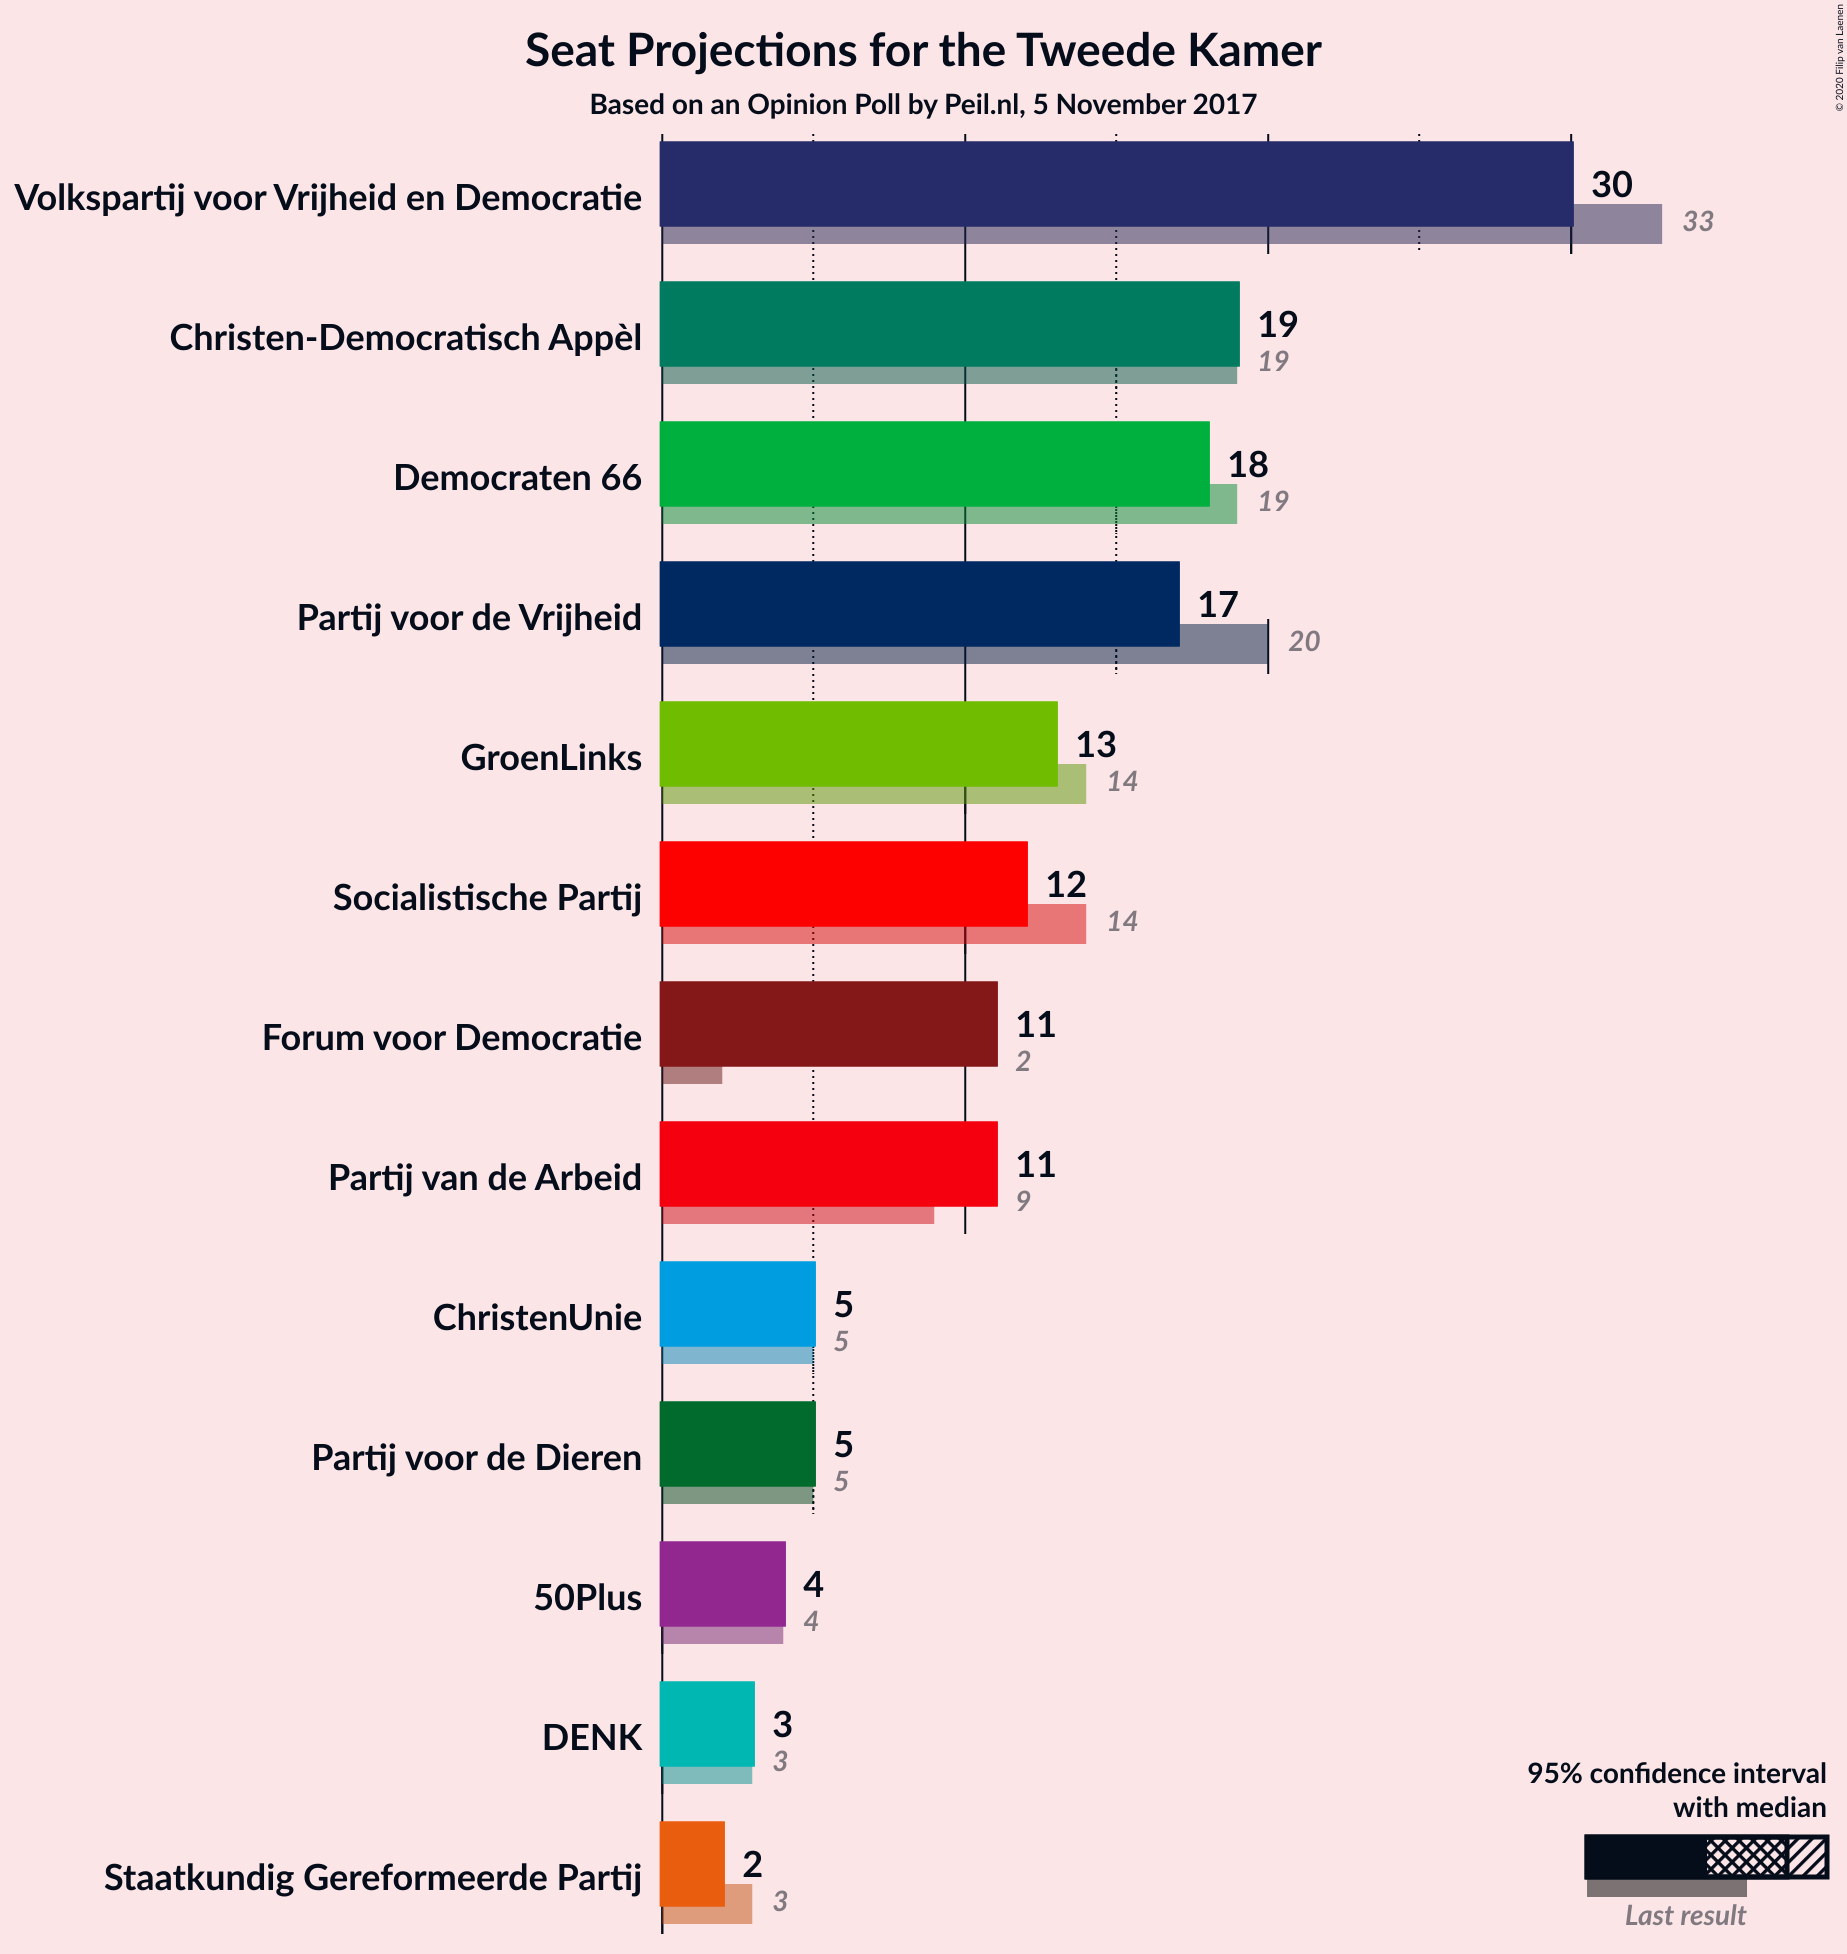 Seat Projections for the Tweede Kamer
Based on an Opinion Poll by Peil.nl, 5 November 2017
© 2020 Filip van Laenen
Volkspartij voor Vrijheid en Democratie
30
33
Christen-Democratisch Appèl
19
19
Democraten 66
18
19
Partij voor de Vrijheid
17
20
GroenLinks
13
14
Socialistische Partij
12
14
Forum voor Democratie
11
2
Partij van de Arbeid
11
9
ChristenUnie
5
5
Partij voor de Dieren
5
5
50Plus
4
4
DENK
3
3
Staatkundig Gereformeerde Partij
2
3
95% confidence interval
with median
Last result